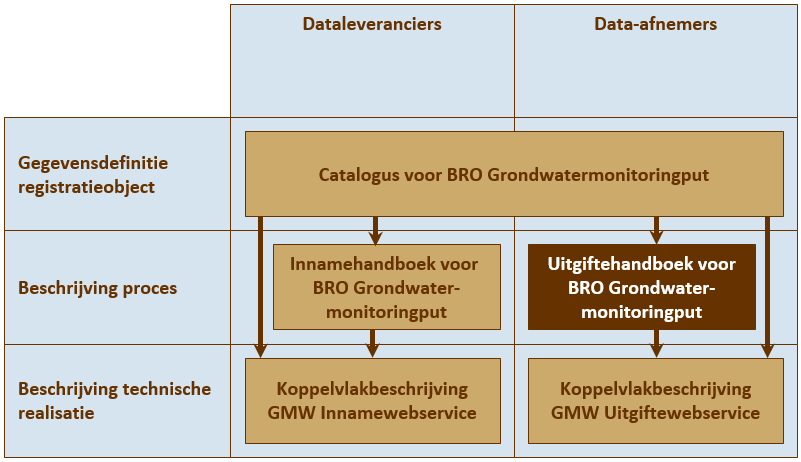 Dataleveranciers
Data-afnemers
Gegevensdefinitie
registratieobject
Catalogus voor BRO Grondwatermonitoringput
Beschrijving proces
Innamehandboek voor
BRO Grondwater-
monitoringput
Uitgiftehandboek voor
BRO Grondwater-
monitoringput
Beschrijving technische
realisatie
Koppelvlakbeschrijving
GMW Innamewebservice
Koppelvlakbeschrijving
GMW Uitgiftewebservice